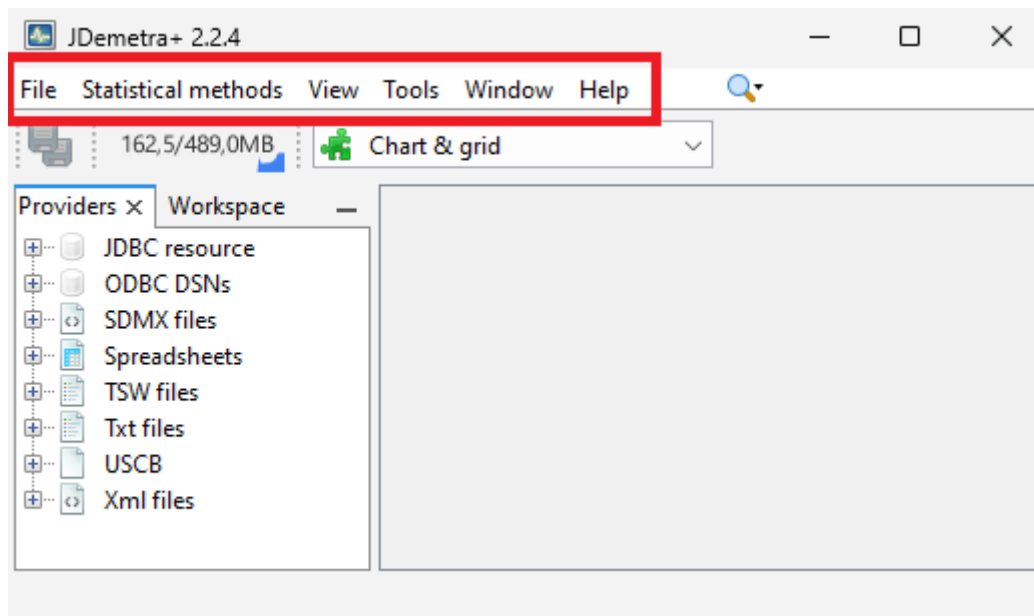 JDemetra+ 2.2.4
File Statistical methods View Tools Window Help
162,5/489,0MB Chart & grid
Providers Workspace
JDBC resource
ODBC DSNs
SDMX files
Spreadsheets
TSW files
Txt files
USCB
Xml files